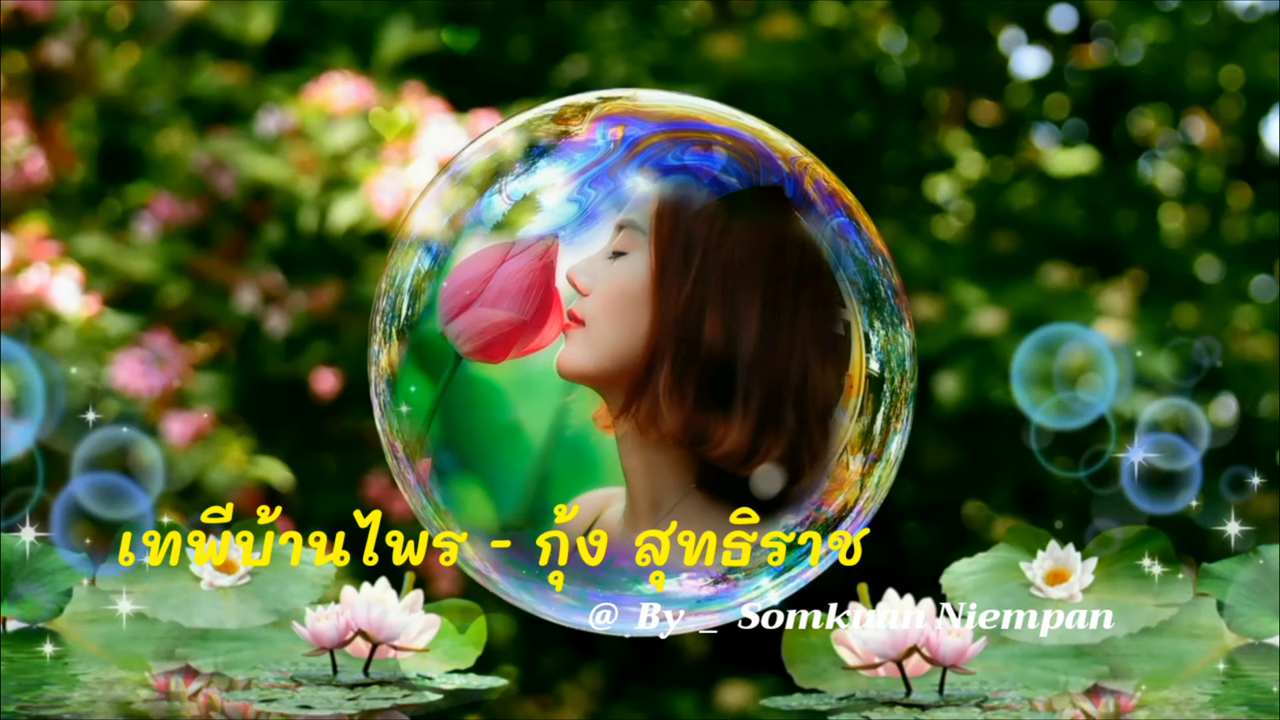 เทพีบ้านไพร - กุ้ง สุทธิราช
@ By _ Somkuan Niempan